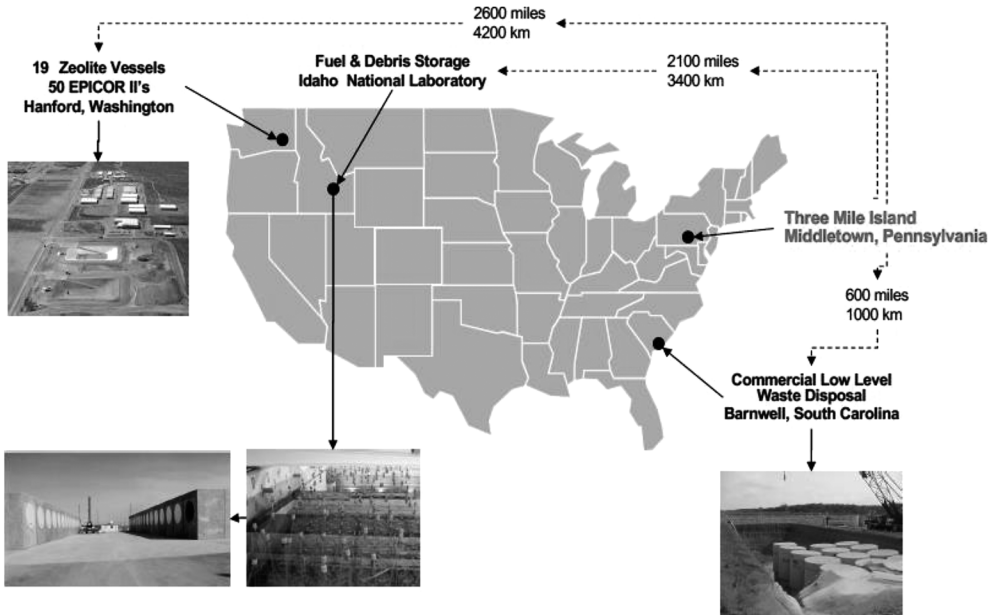 2600 miles
4200 km
19 Zeolite Vessels
50 EPICOR II's
Hanford, Washington
Fuel & Debris Storage
Idaho National Laboratory
2100 miles
3400 km
Three Mile Island
Middletown, Pennsylvania
600 miles
1000 km
Commercial Low Level
Waste Disposal
Barnwell, South Carolina